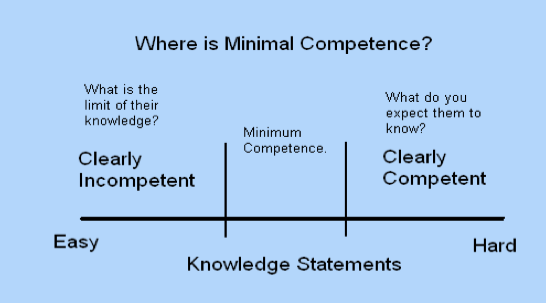 Where is Minimal Competence?
What is the
limit of their
knowledge?
What do you
expect them to
know?
Minimum
Competence.
Clearly
Incompetent
Clearly
Competent
Easy
Hard
Knowledge Statements